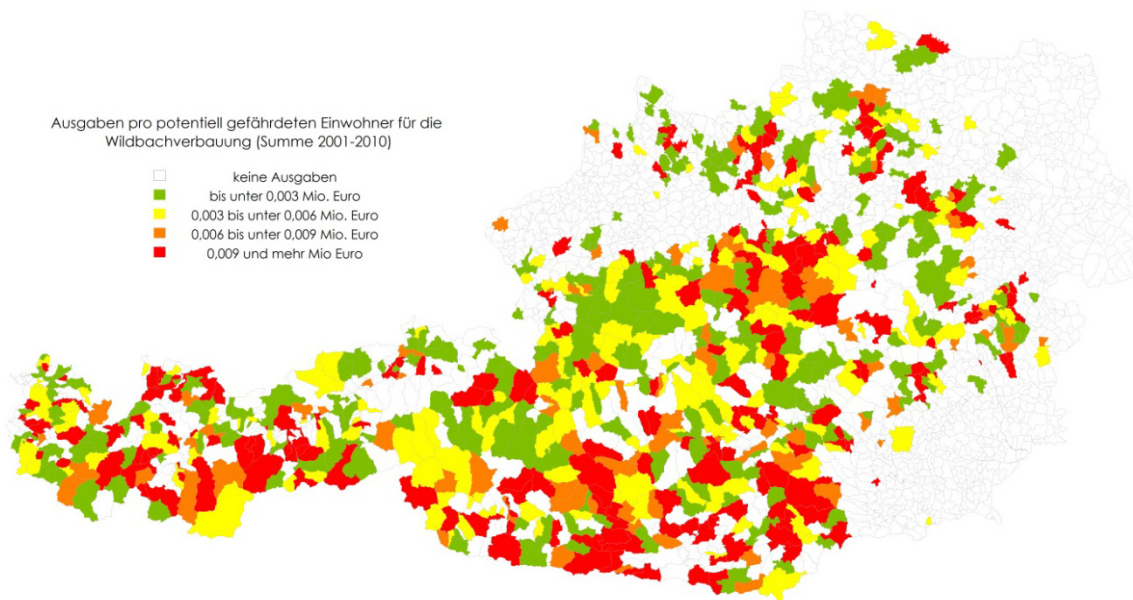 Ausgaben pro potentiell gefährdeten Einwohner für die
Wildbachverbauung (Summe 2001-2010)
keine Ausgaben
bis unter 0,003 Mio. Euro
0,003 bis unter 0,006 Mio. Euro
0,006 bis unter 0,009 Mio. Euro
0,009 und mehr Mio Euro